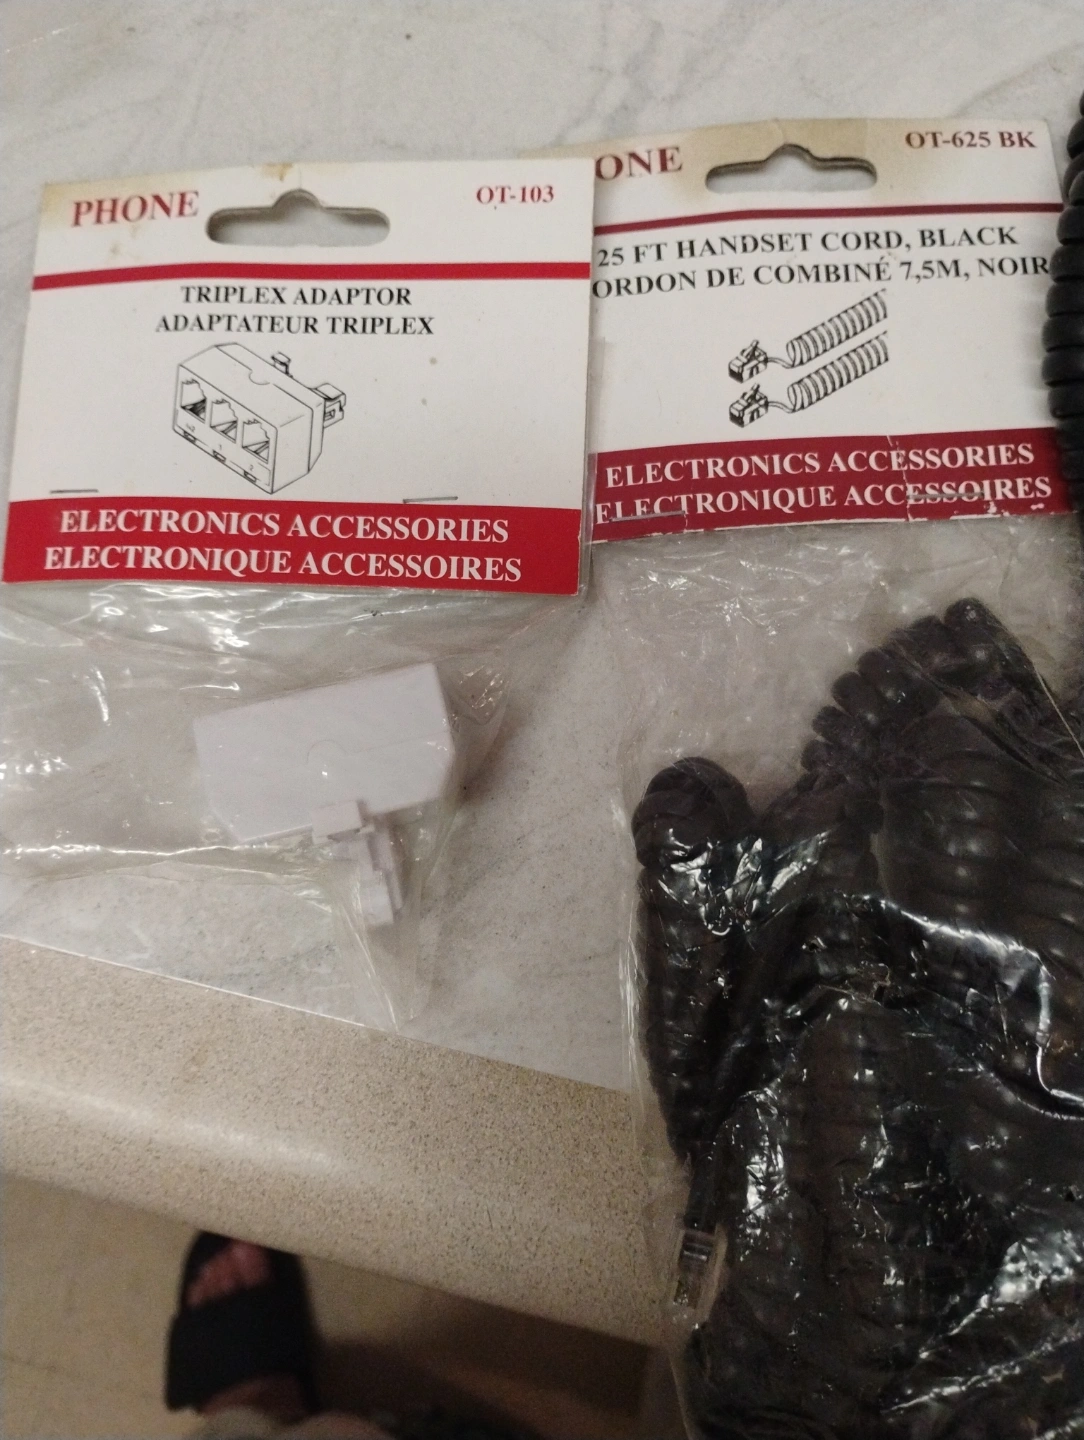 PHONE
OT-103
TRIPLEX ADAPTOR
ADAPTATEUR TRIPLEX
ELECTRONICS ACCESSORIES
ELECTRONIQUE ACCESSOIRES
ONE
OT-625 BK
25 FT HANDSET CORD, BLACK
ORDON DE COMBINÉ 7,5M, NOIR
ELECTRONICS ACCESSORIES
ELECTRONIQUE ACCESSOIRES